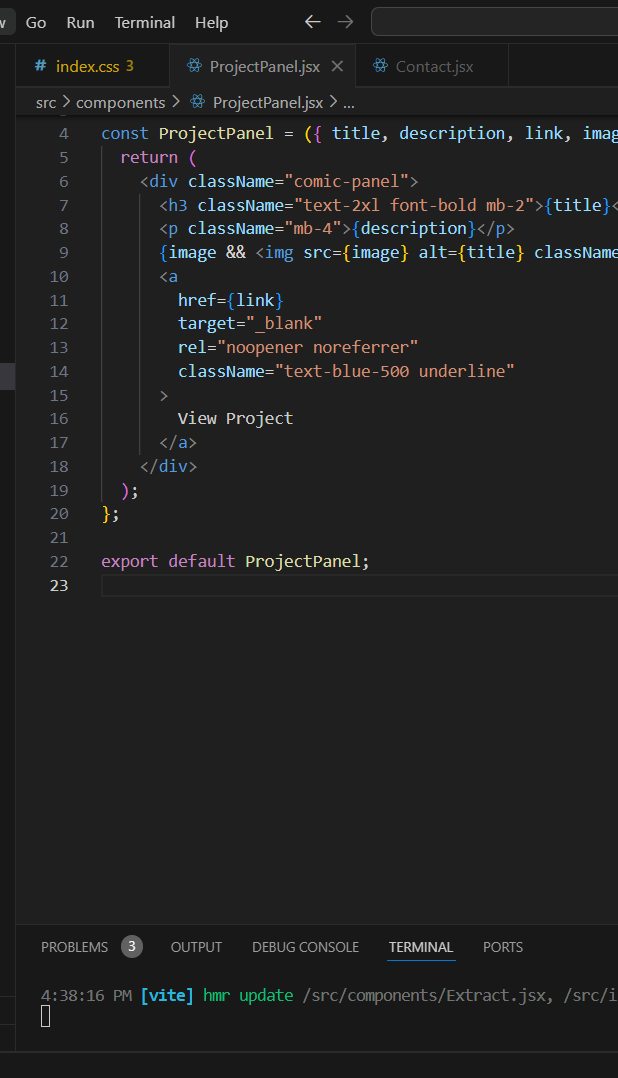 Go Run Terminal Help
# index.css 3 ProjectPanel.jsx Contact.jsx
src > components > ProjectPanel.jsx > ...
4 const ProjectPanel = ({ title, description, link, imag
5 return (
6 <div className="comic-panel">
7 <h3 className="text-2xl font-bold mb-2">{title}<
8 <p className="mb-4">{description}</p>
9 {image && <img src={image} alt={title} className
10 <a
11 href={link}
12 target="_blank"
13 rel="noopener noreferrer"
14 className="text-blue-500 underline"
15 >
16 View Project
17 </a>
18 </div>
19 );
20 };
21
22 export default ProjectPanel;
23
PROBLEMS 3 OUTPUT DEBUG CONSOLE TERMINAL PORTS
4:38:16 PM [vite] hmr update /src/components/Extract.jsx, /src/i